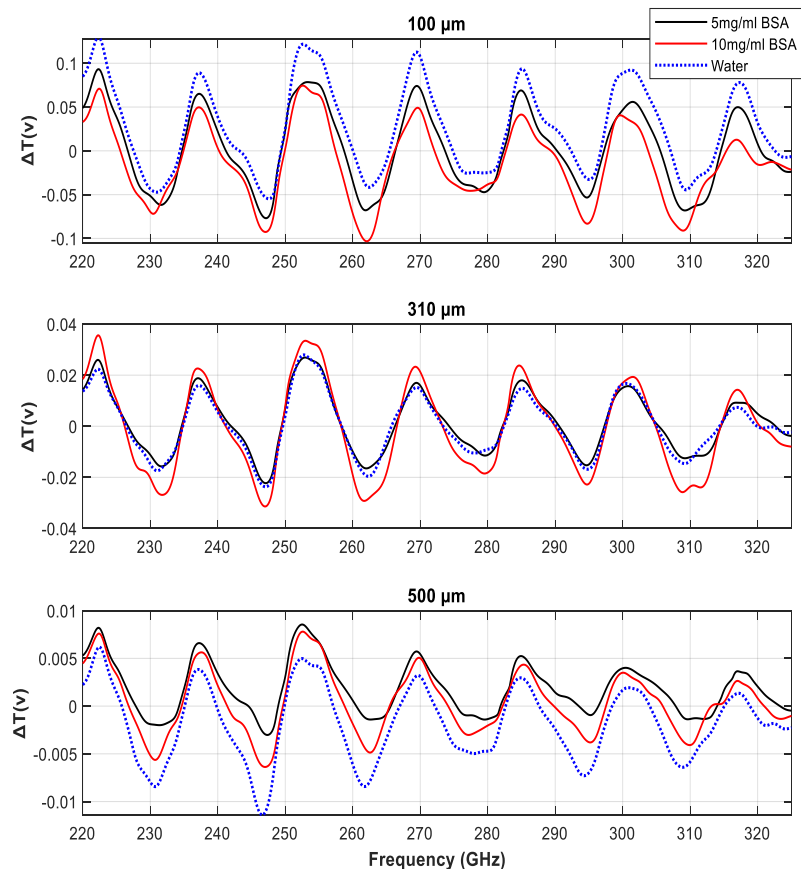 100 µm
5mg/ml BSA
10mg/ml BSA
Water
ΔT(v)
0.1
0.05
0
-0.05
-0.1
220 230 240 250 260 270 280 290 300 310 320
310 µm
ΔT(v)
0.04
0.02
0
-0.02
-0.04
220 230 240 250 260 270 280 290 300 310 320
500 µm
ΔT(v)
0.01
0.005
0
-0.005
-0.01
220 230 240 250 260 270 280 290 300 310 320
Frequency (GHz)